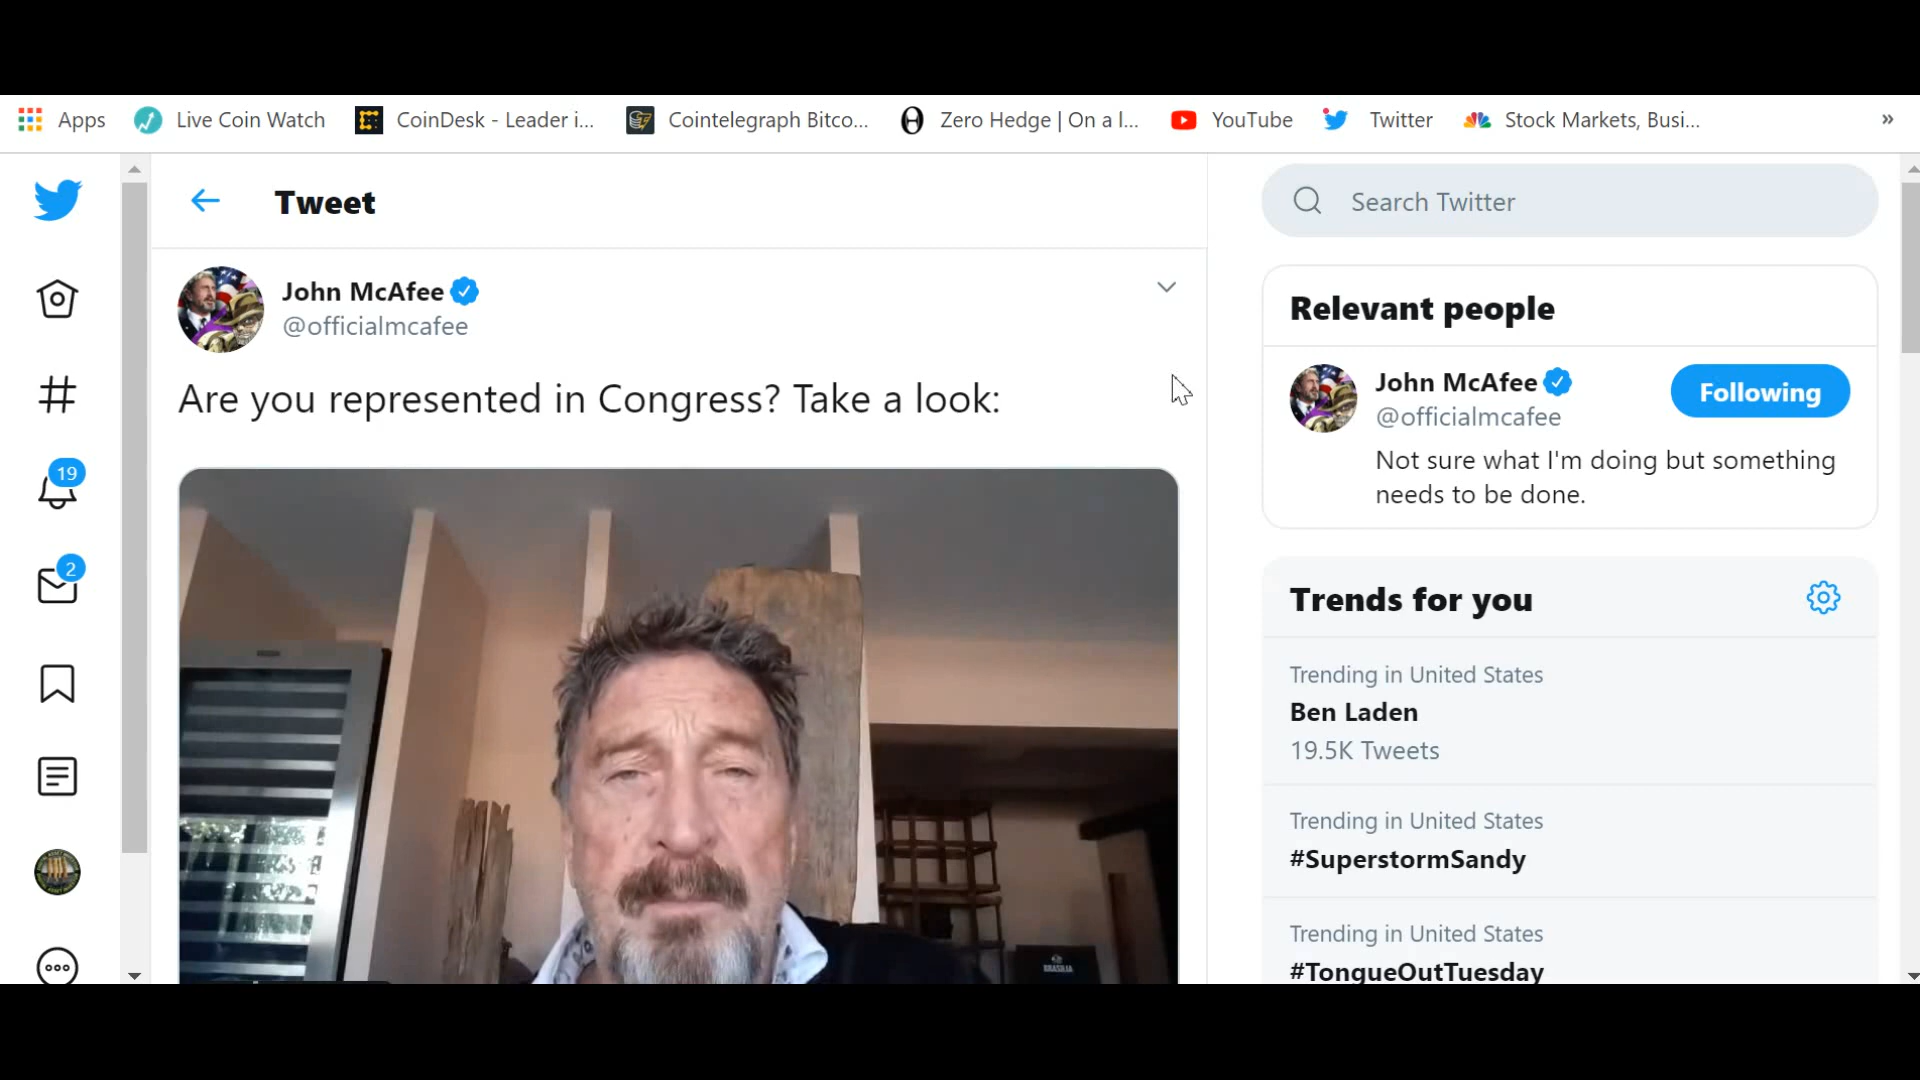 Apps Live Coin Watch CoinDesk - Leader i... Cointelegraph Bitco... Zero Hedge | On a l... YouTube Twitter Stock Markets, Busi... »
Tweet
John McAfee
@officialmcafee
Are you represented in Congress? Take a look:
BRASILIA
19
2
Search Twitter
Relevant people
John McAfee
@officialmcafee
Following
Not sure what I'm doing but something
needs to be done.
Trends for you
Trending in United States
Ben Laden
19.5K Tweets
Trending in United States
#SuperstormSandy
Trending in United States
#TongueOutTuesday